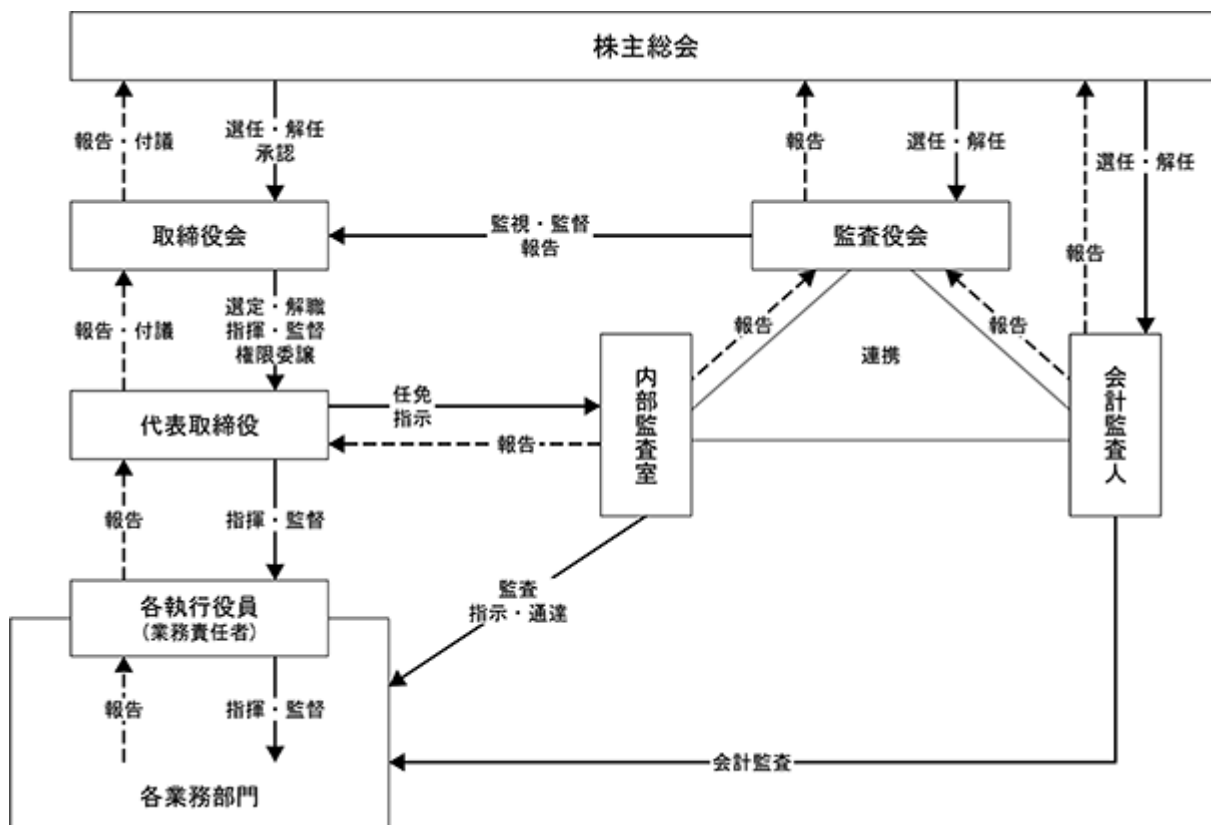 株主総会
報告・付議
選任・解任
承認
報告
選任・解任
選任・解任
取締役会
監視・監督
報告
監査役会
報告
報告・付議
選定・解職
指揮・監督
権限委譲
報告
連携
報告
内部監査室
会計監査人
代表取締役
任免
指示
報告
報告
指揮・監督
監査
指示・通達
各執行役員
(業務責任者)
報告
指揮・監督
会計監査
各業務部門